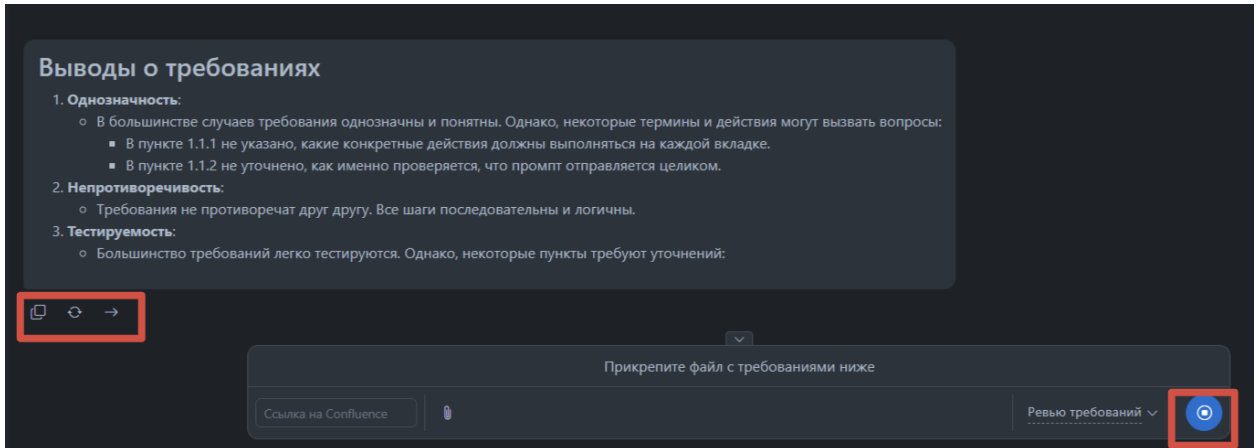 Выводы о требованиях
1. Однозначность:
В большинстве случаев требования однозначны и понятны. Однако, некоторые термины и действия могут вызвать вопросы:
В пункте 1.1.1 не указано, какие конкретные действия должны выполняться на каждой вкладке.
В пункте 1.1.2 не уточнено, как именно проверяется, что промпт отправляется целиком.
2. Непротиворечивость:
Требования не противоречат друг другу. Все шаги последовательны и логичны.
3. Тестируемость:
Большинство требований легко тестируются. Однако, некоторые пункты требуют уточнений:
Прикрепите файл с требованиями ниже
Ссылка на Confluence
Ревью требований